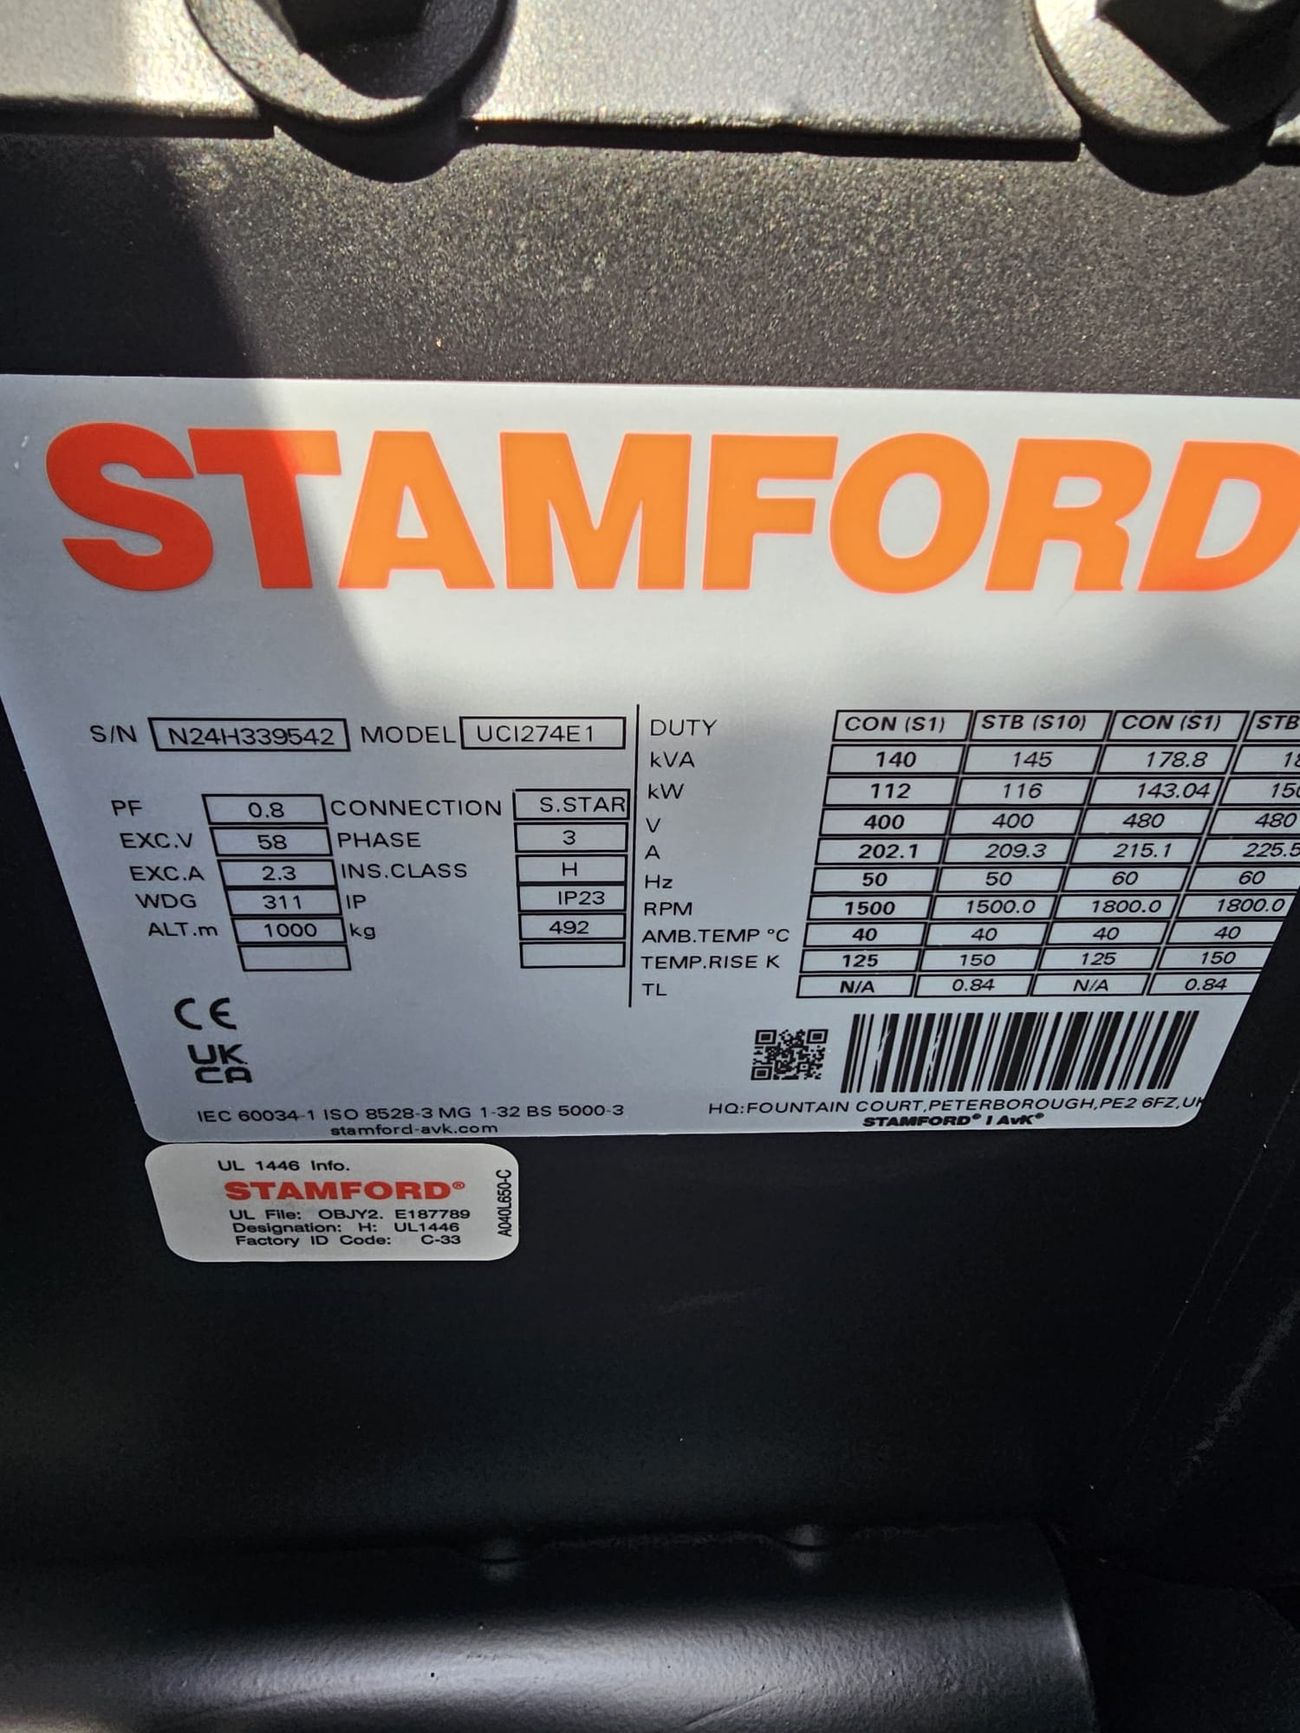 STAMFORD
S/N N24H339542 MODEL UCI274E1
PF 0.8 CONNECTION S.STAR
EXC.V 58 PHASE 3
EXC.A 2.3 INS.CLASS H
WDG 311 IP IP23
ALT.m 1000 kg 492
DUTY CON (S1) STB (S10) CON (S1) STB
kVA 140 145 178.8
kW 112 116 143.04
V 400 400 480 480
A 202.1 209.3 215.1 225.5
Hz 50 50 60 60
RPM 1500 1500.0 1800.0 1800.0
AMB.TEMP °C 40 40 40 40
TEMP.RISE K 125 150 125 150
TL N/A 0.84 N/A 0.84
CE
UK
CA
IEC 60034-1 ISO 8528-3 MG 1-32 BS 5000-3
stamford-avk.com
HQ:FOUNTAIN COURT,PETERBOROUGH,PE2 6FZ,UK
STAMFORD® | AvK®
UL 1446 Info.
STAMFORD®
UL File: OBJY2. E187789
Designation: H: UL1446
Factory ID Code: C-33
A040L650-C